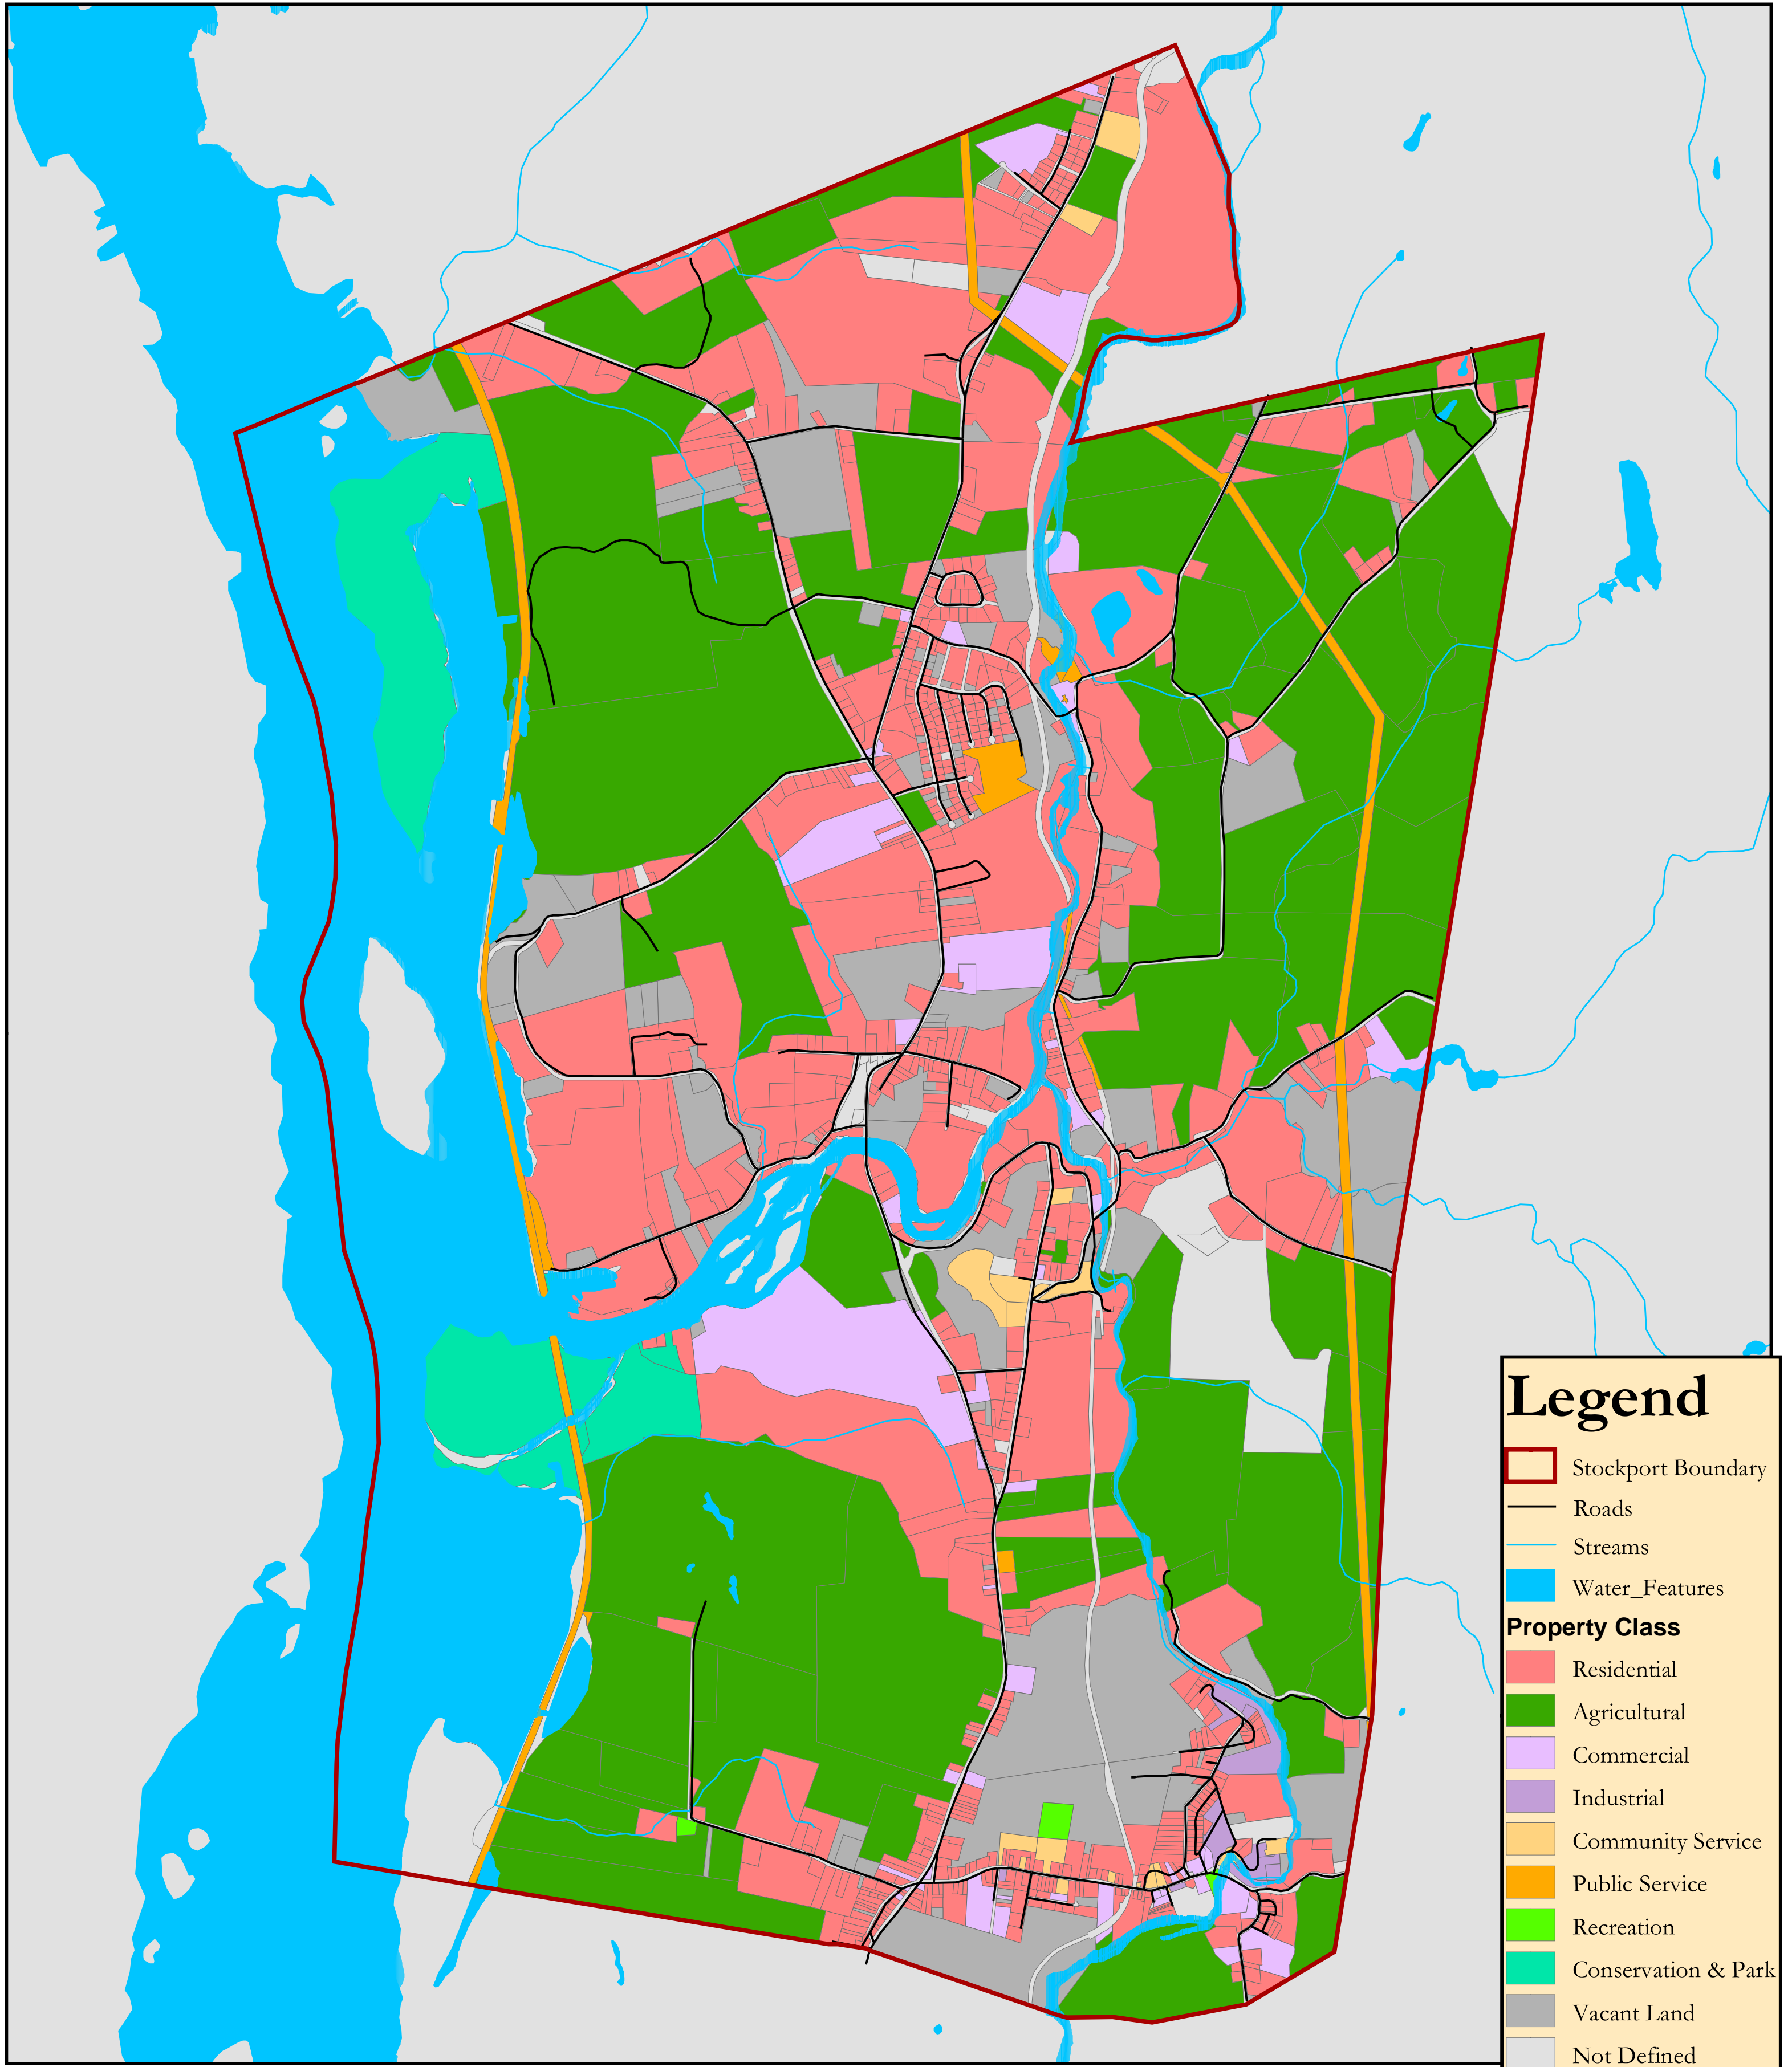 Legend
Stockport Boundary
Roads
Streams
Water_Features
Property Class
Residential
Agricultural
Commercial
Industrial
Community Service
Public Service
Recreation
Conservation & Park
Vacant Land
Not Defined